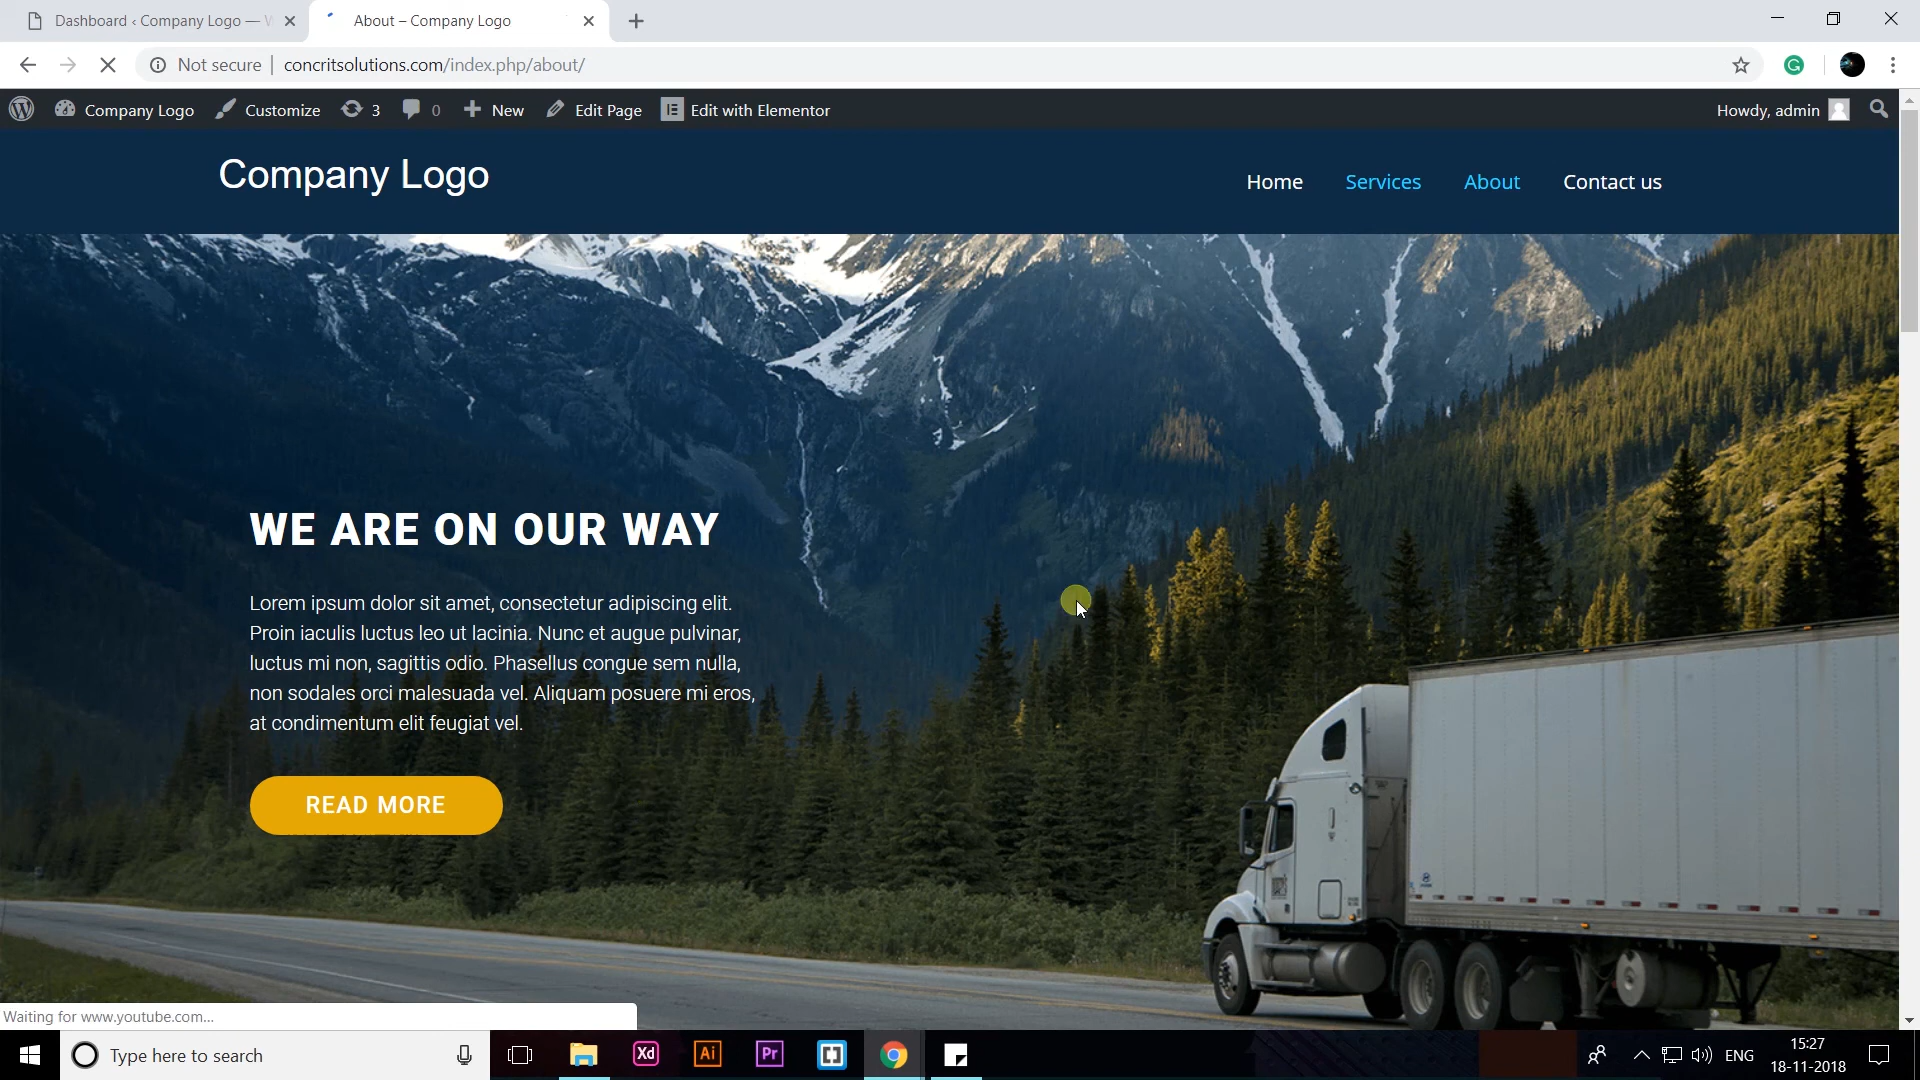 Dashboard ‹ Company Logo —
About – Company Logo
Not secure
concritsolutions.com/index.php/about/
Company Logo
Customize
3
0
New
Edit Page
Edit with Elementor
Howdy, admin
Company Logo
Home
Services
About
Contact us
WE ARE ON OUR WAY
Lorem ipsum dolor sit amet, consectetur adipiscing elit.
Proin iaculis luctus leo ut lacinia. Nunc et augue pulvinar,
luctus mi non, sagittis odio. Phasellus congue sem nulla,
non sodales orci malesuada vel. Aliquam posuere mi eros,
at condimentum elit feugiat vel.
READ MORE
Waiting for www.youtube.com...
Type here to search
Xd
Ai
Pr
ENG
15:27
18-11-2018